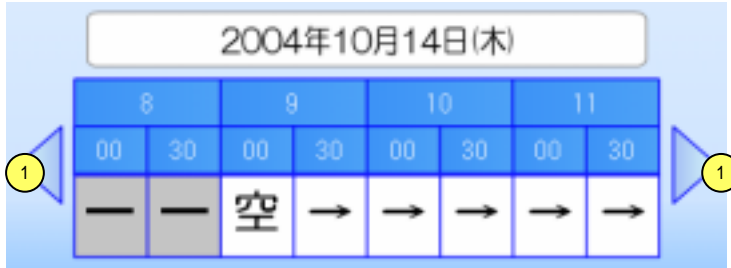 2004年10月14日(木)
8 9 10 11
00 30 00 30 00 30 00 30
1 1
ー ー 空 → → → → →